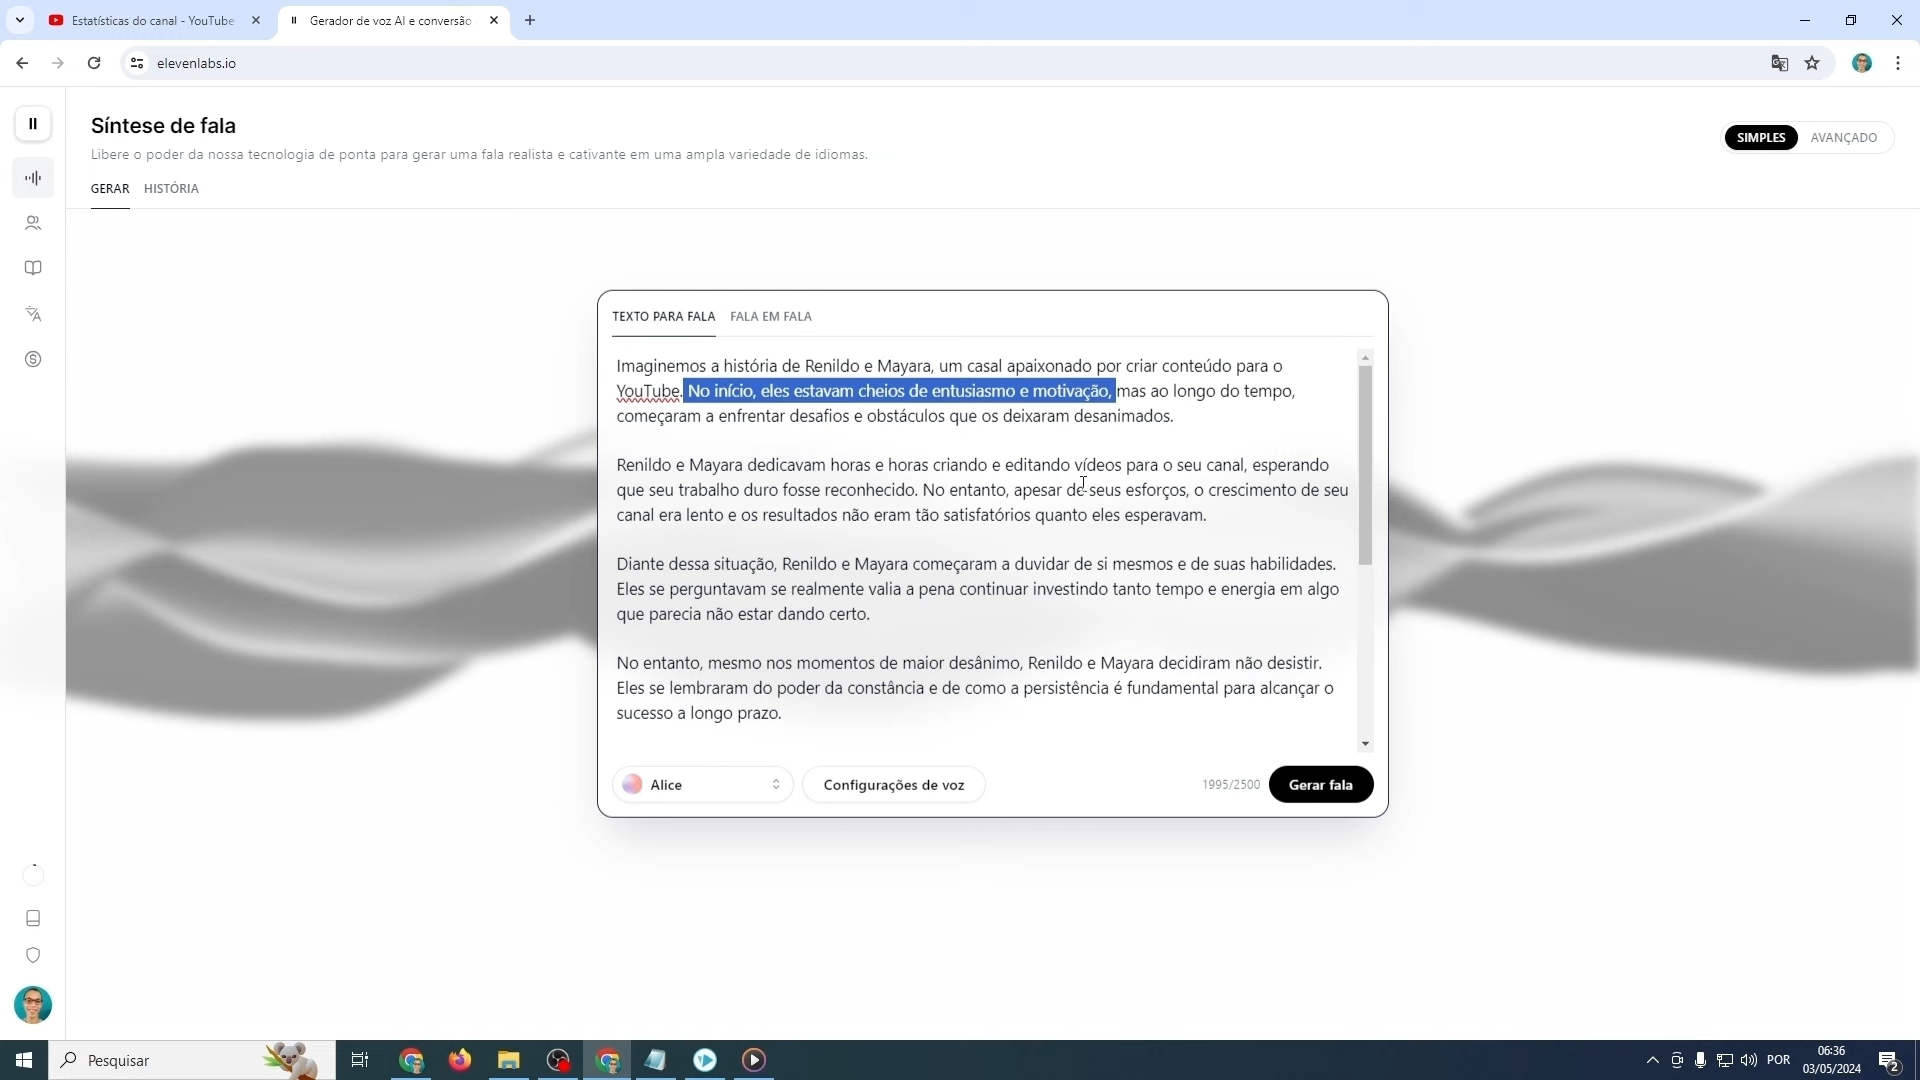 Estatísticas do canal - YouTube
Gerador de voz AI e conversão
elevenlabs.io
Síntese de fala
Libere o poder da nossa tecnologia de ponta para gerar uma fala realista e cativante em uma ampla variedade de idiomas.
SIMPLES
AVANÇADO
GERAR
HISTÓRIA
TEXTO PARA FALA
FALA EM FALA
Imaginemos a história de Renildo e Mayara, um casal apaixonado por criar conteúdo para o
YouTube. No início, eles estavam cheios de entusiasmo e motivação, mas ao longo do tempo,
começaram a enfrentar desafios e obstáculos que os deixaram desanimados.
Renildo e Mayara dedicavam horas e horas criando e editando vídeos para o seu canal, esperando
que seu trabalho duro fosse reconhecido. No entanto, apesar de seus esforços, o crescimento de seu
canal era lento e os resultados não eram tão satisfatórios quanto eles esperavam.
Diante dessa situação, Renildo e Mayara começaram a duvidar de si mesmos e de suas habilidades.
Eles se perguntavam se realmente valia a pena continuar investindo tanto tempo e energia em algo
que parecia não estar dando certo.
No entanto, mesmo nos momentos de maior desânimo, Renildo e Mayara decidiram não desistir.
Eles se lembraram do poder da constância e de como a persistência é fundamental para alcançar o
sucesso a longo prazo.
Alice
Configurações de voz
1995/2500
Gerar fala
Pesquisar
POR
06:36
03/05/2024
2